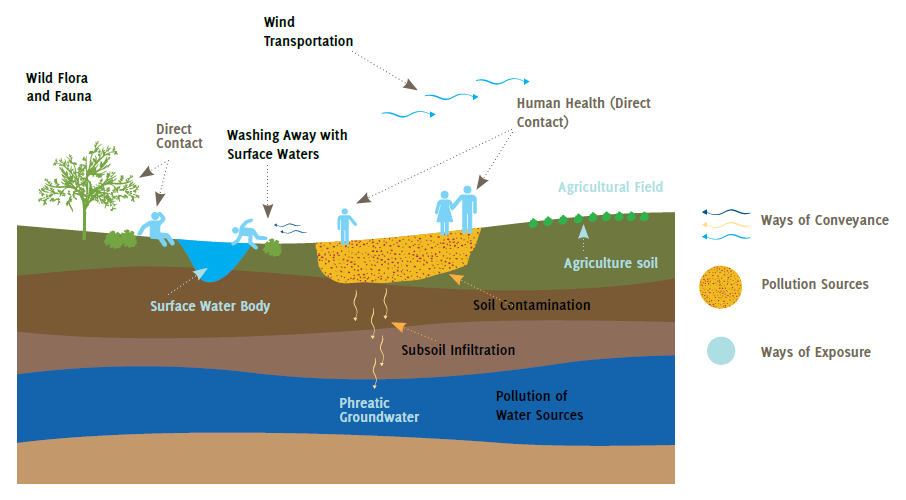 Wind
Transportation
Wild Flora
and Fauna
Human Health (Direct
Contact)
Direct
Contact
Washing Away with
Surface Waters
Agricultural Field
Ways of Conveyance
Agriculture soil
Pollution Sources
Surface Water Body
Soil Contamination
Subsoil Infiltration
Ways of Exposure
Phreatic
Groundwater
Pollution of
Water Sources